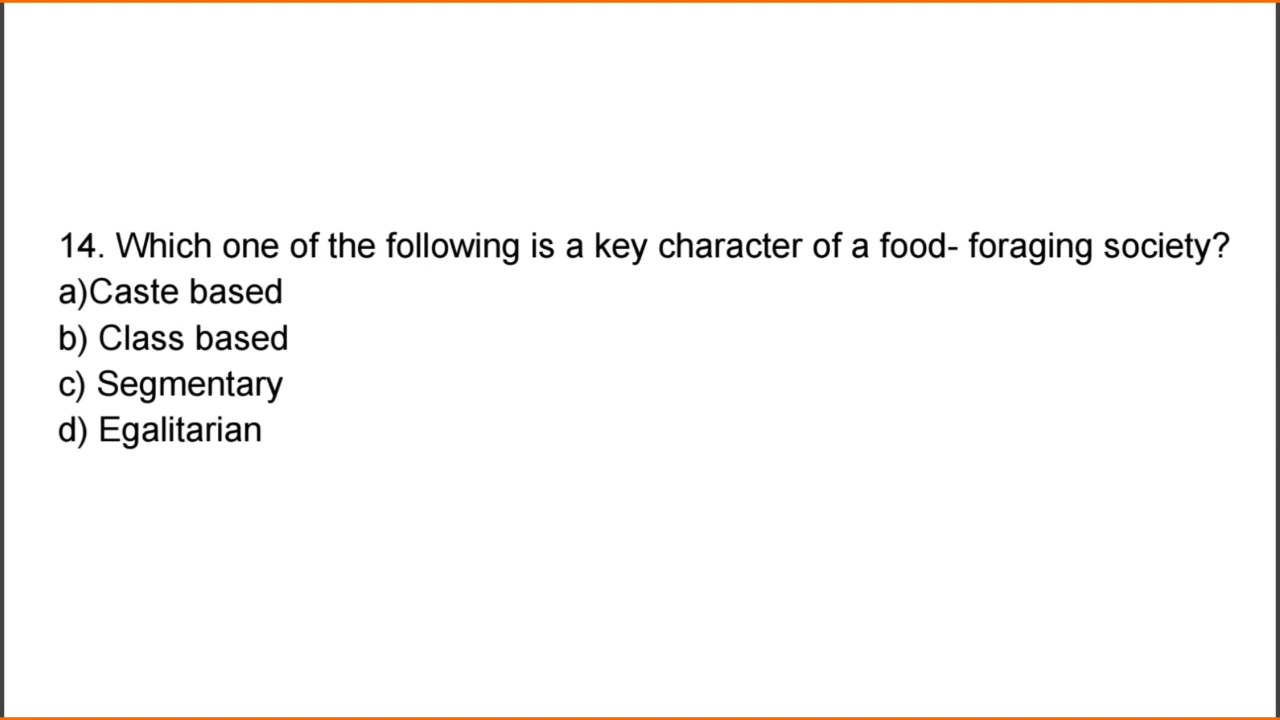 14. Which one of the following is a key character of a food- foraging society?
a)Caste based
b) Class based
c) Segmentary
d) Egalitarian